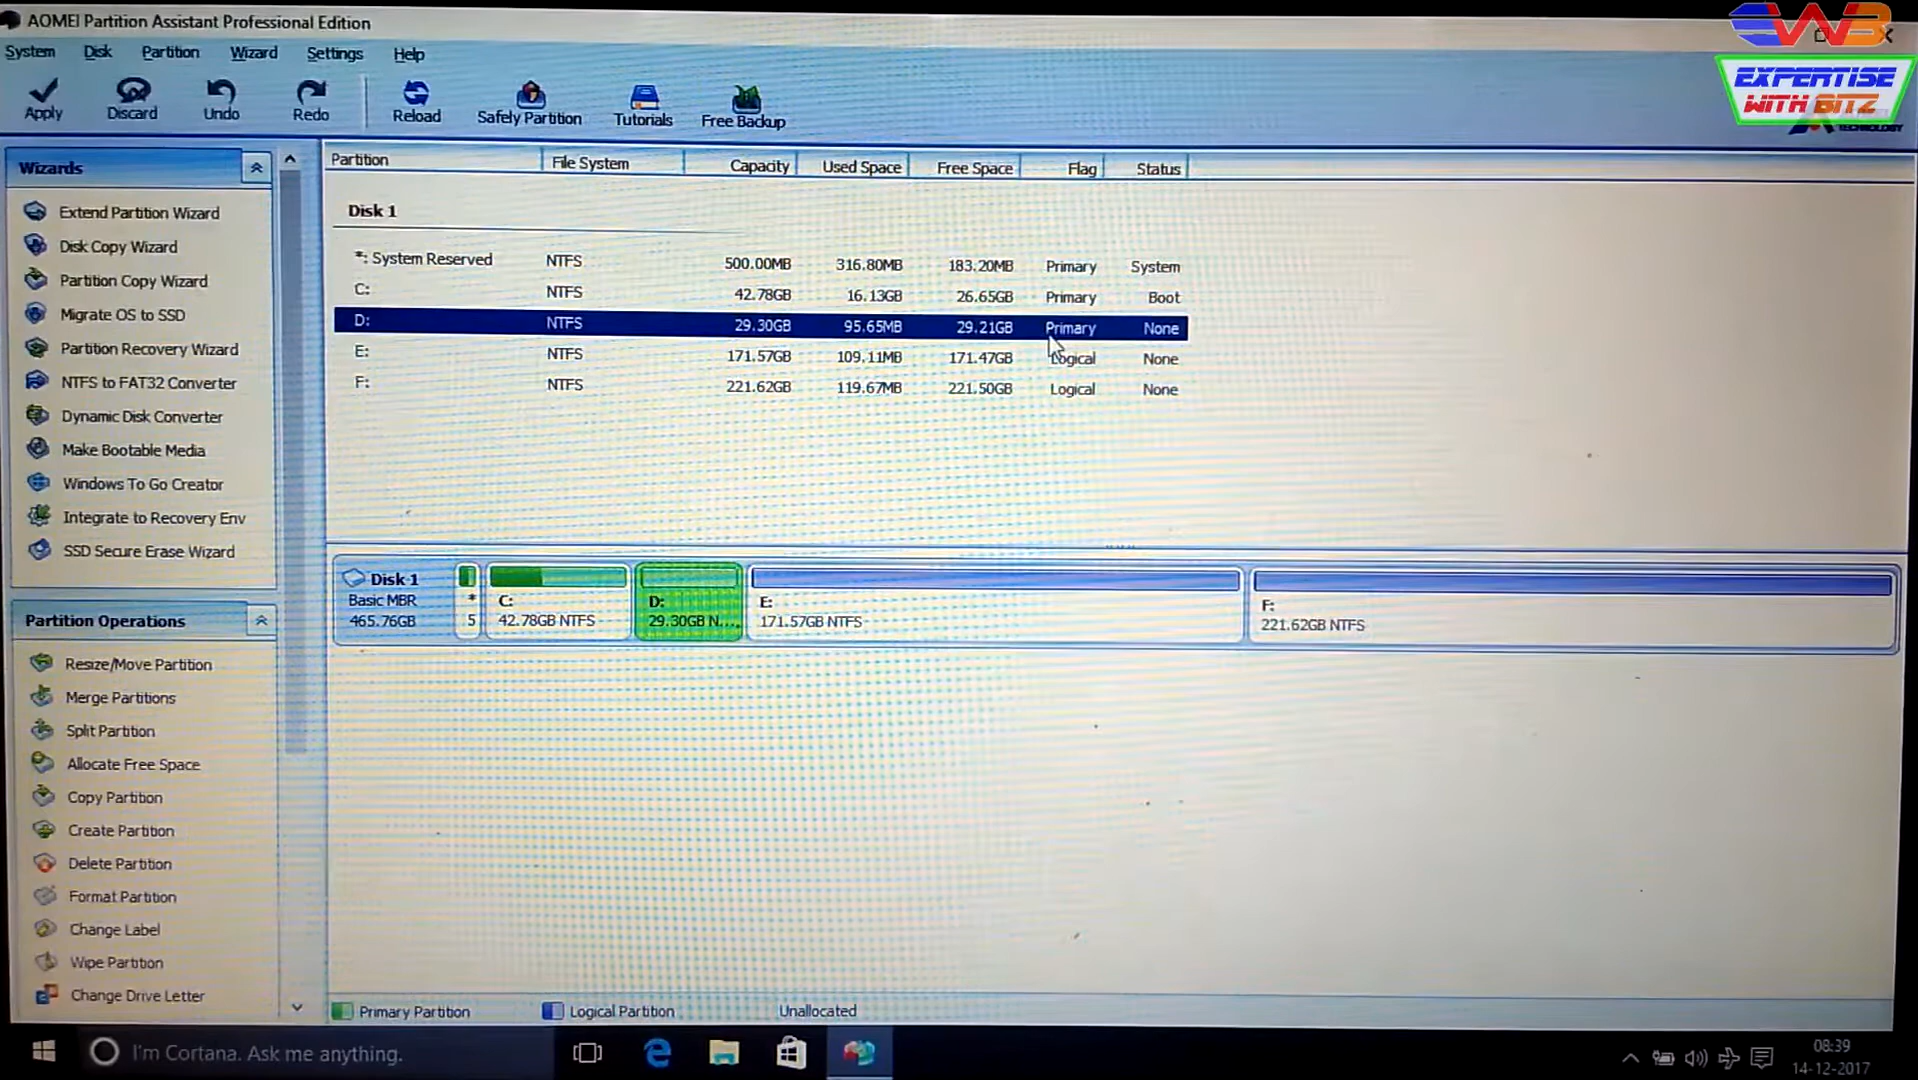 AOMEI Partition Assistant Professional Edition
System Disk Partition Wizard Settings Help
Apply Discard Undo Redo Reload Safely Partition Tutorials Free Backup
EWB
EXPERTISE
WITH BITZ
TECHNOLOGY
Wizards
Extend Partition Wizard
Disk Copy Wizard
Partition Copy Wizard
Migrate OS to SSD
Partition Recovery Wizard
NTFS to FAT32 Converter
Dynamic Disk Converter
Make Bootable Media
Windows To Go Creator
Integrate to Recovery Env
SSD Secure Erase Wizard
Partition Operations
Resize/Move Partition
Merge Partitions
Split Partition
Allocate Free Space
Copy Partition
Create Partition
Delete Partition
Format Partition
Change Label
Wipe Partition
Change Drive Letter
Partition File System Capacity Used Space Free Space Flag Status
Disk 1
*: System Reserved NTFS 500.00MB 316.80MB 183.20MB Primary System
C: NTFS 42.78GB 16.13GB 26.65GB Primary Boot
D: NTFS 29.30GB 95.65MB 29.21GB Primary None
E: NTFS 171.57GB 109.11MB 171.47GB Logical None
F: NTFS 221.62GB 119.67MB 221.50GB Logical None
Disk 1
Basic MBR
465.76GB
*
5
C:
42.78GB NTFS
D:
29.30GB N...
E:
171.57GB NTFS
F:
221.62GB NTFS
Primary Partition Logical Partition Unallocated
I'm Cortana. Ask me anything.
08:39
14-12-2017